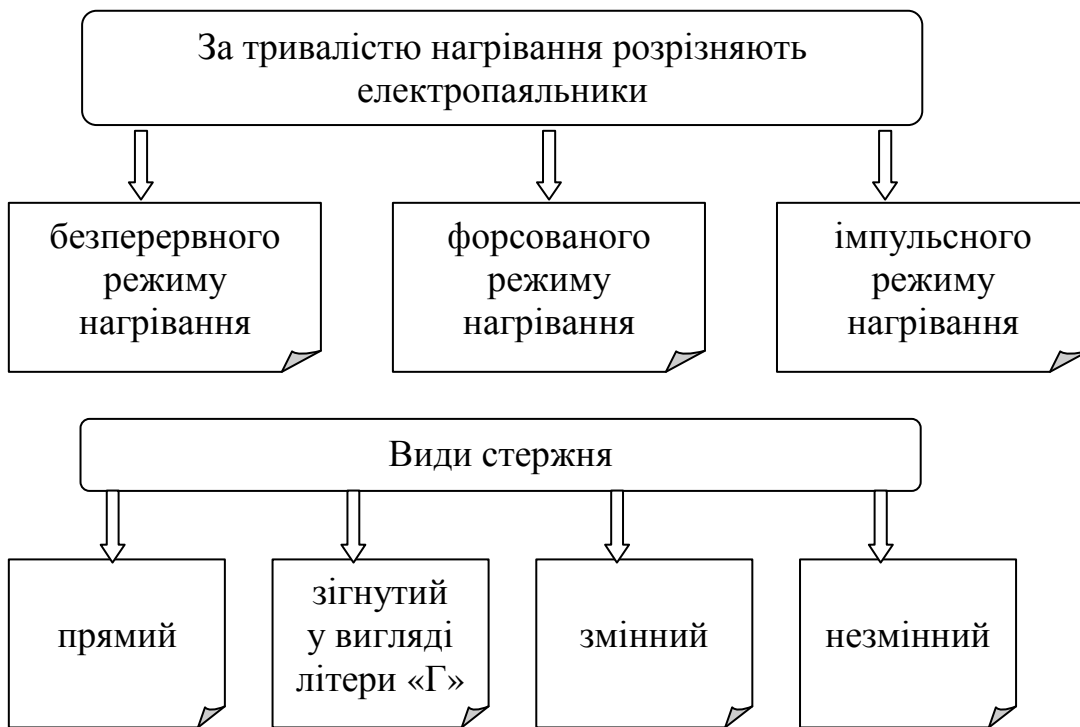 За тривалістю нагрівання розрізняють
електропаяльники
безперервного
режиму
нагрівання
форсованого
режиму
нагрівання
імпульсного
режиму
нагрівання
Види стержня
прямий
зігнутий
у вигляді
літери «Г»
змінний
незмінний